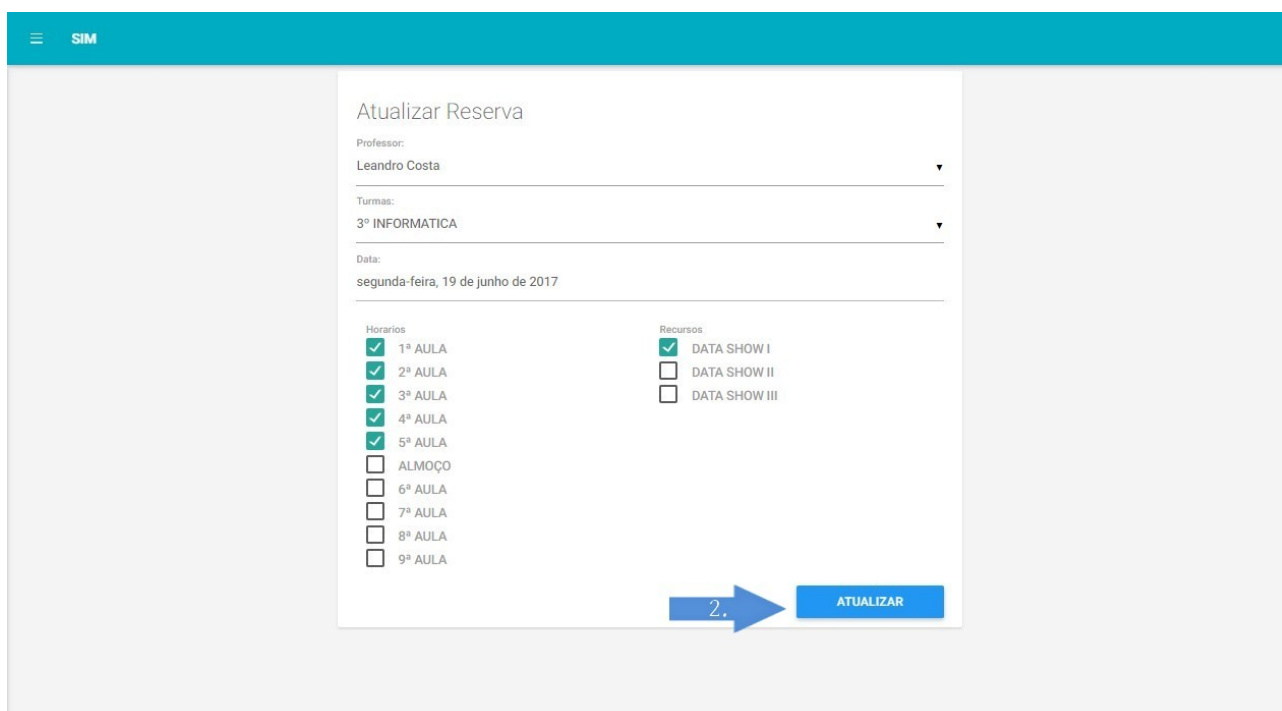 SIM
Atualizar Reserva
Professor:
Leandro Costa
Turmas:
3º INFORMATICA
Data:
segunda-feira, 19 de junho de 2017
Horarios
1ª AULA
2ª AULA
3ª AULA
4ª AULA
5ª AULA
ALMOÇO
6ª AULA
7ª AULA
8ª AULA
9ª AULA
Recursos
DATA SHOW I
DATA SHOW II
DATA SHOW III
2.
ATUALIZAR